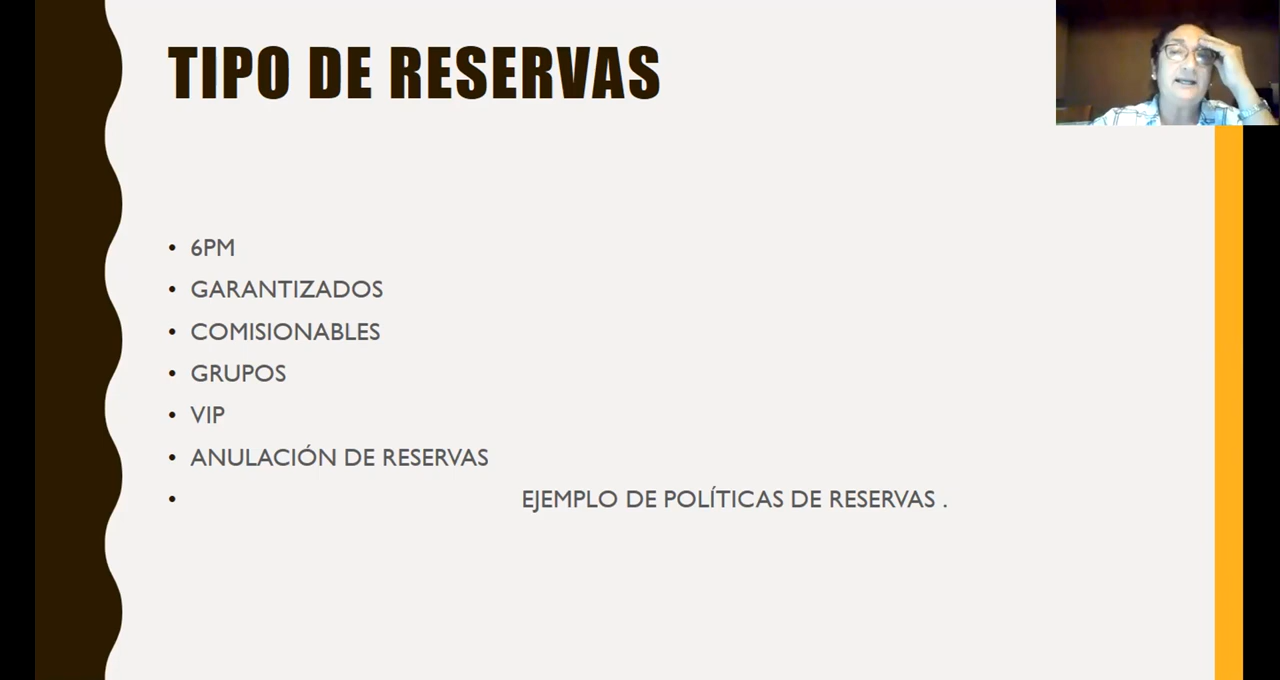 TIPO DE RESERVAS
• 6PM
• GARANTIZADOS
• COMISIONABLES
• GRUPOS
• VIP
• ANULACIÓN DE RESERVAS
• EJEMPLO DE POLÍTICAS DE RESERVAS .